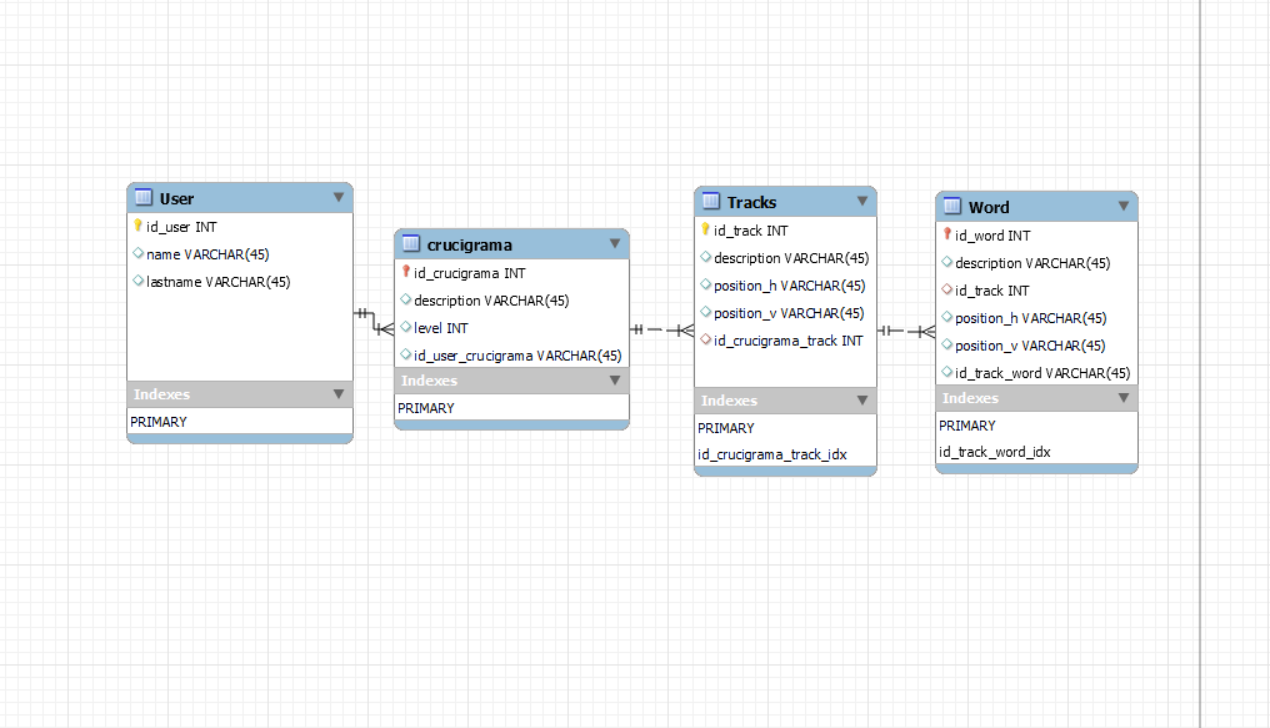 User
id_user INT
name VARCHAR(45)
lastname VARCHAR(45)
Indexes
PRIMARY
crucigrama
id_crucigrama INT
description VARCHAR(45)
level INT
id_user_crucigrama VARCHAR(45)
Indexes
PRIMARY
Tracks
id_track INT
description VARCHAR(45)
position_h VARCHAR(45)
position_v VARCHAR(45)
id_crucigrama_track INT
Indexes
PRIMARY
id_crucigrama_track_idx
Word
id_word INT
description VARCHAR(45)
id_track INT
position_h VARCHAR(45)
position_v VARCHAR(45)
id_track_word VARCHAR(45)
Indexes
PRIMARY
id_track_word_idx